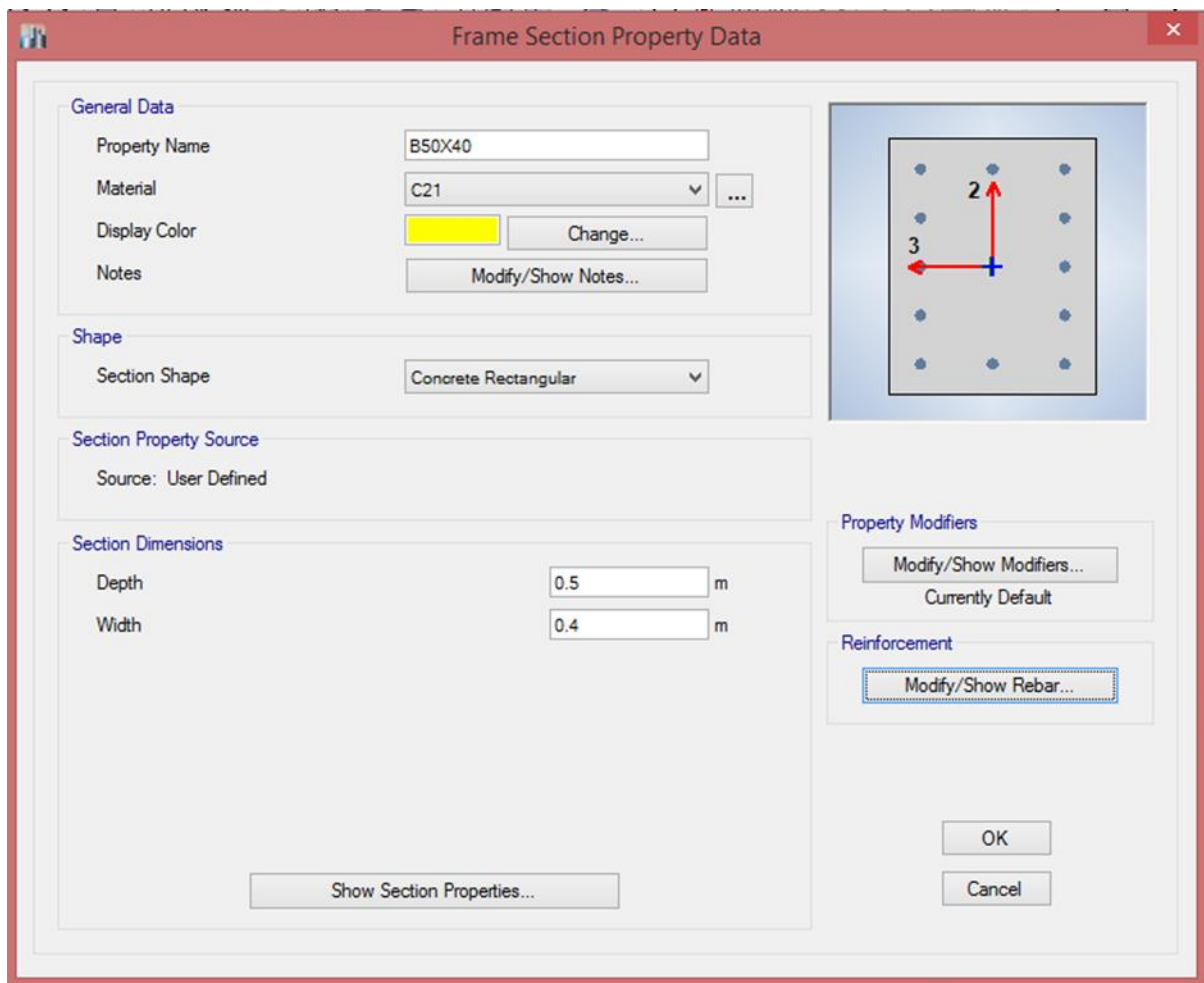 Frame Section Property Data
General Data
Property Name B50X40
Material C21 ...
Display Color Change...
Notes Modify/Show Notes...
2
3
Shape
Section Shape Concrete Rectangular
Section Property Source
Source: User Defined
Section Dimensions
Depth 0.5 m
Width 0.4 m
Show Section Properties...
Property Modifiers
Modify/Show Modifiers...
Currently Default
Reinforcement
Modify/Show Rebar...
OK
Cancel